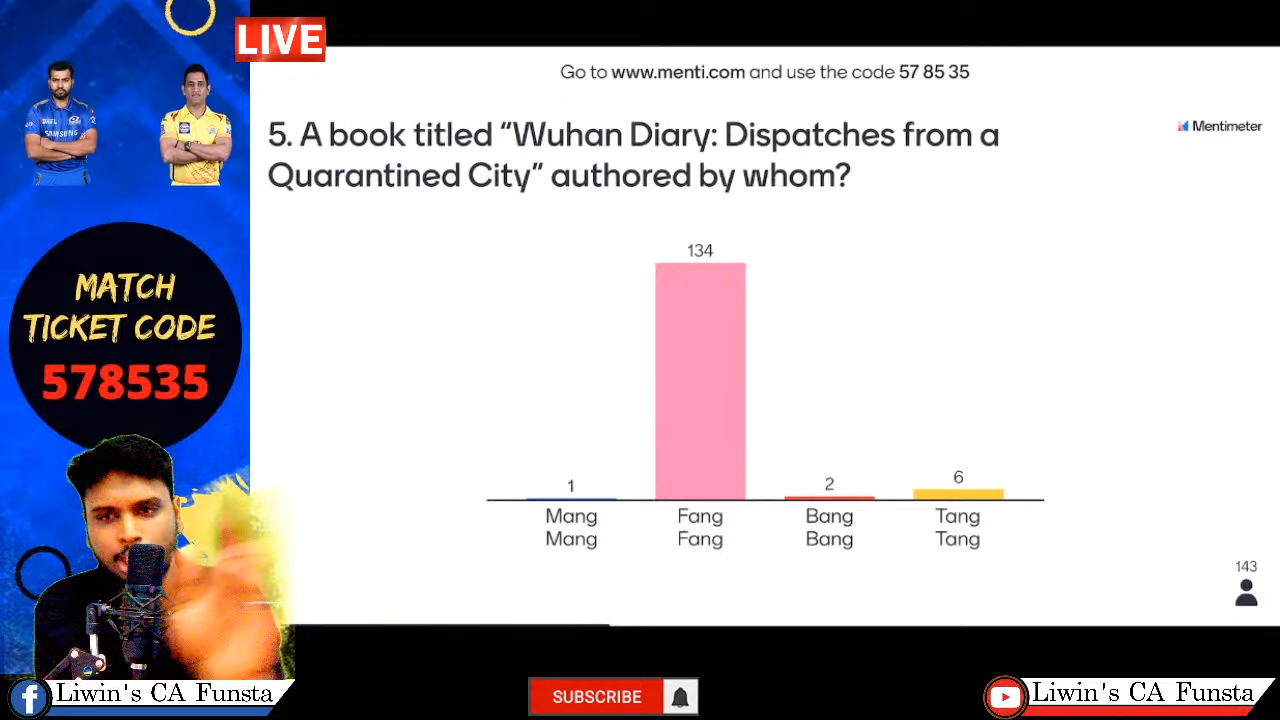 LIVE
Go to www.menti.com and use the code 57 85 35
5. A book titled “Wuhan Diary: Dispatches from a
Quarantined City” authored by whom?
Mentimeter
SAMSUNG
MATCH
TICKET CODE
578535
134
1
2
6
Mang
Mang
Fang
Fang
Bang
Bang
Tang
Tang
143
Liwin's CA Funsta
SUBSCRIBE
Liwin's CA Funsta